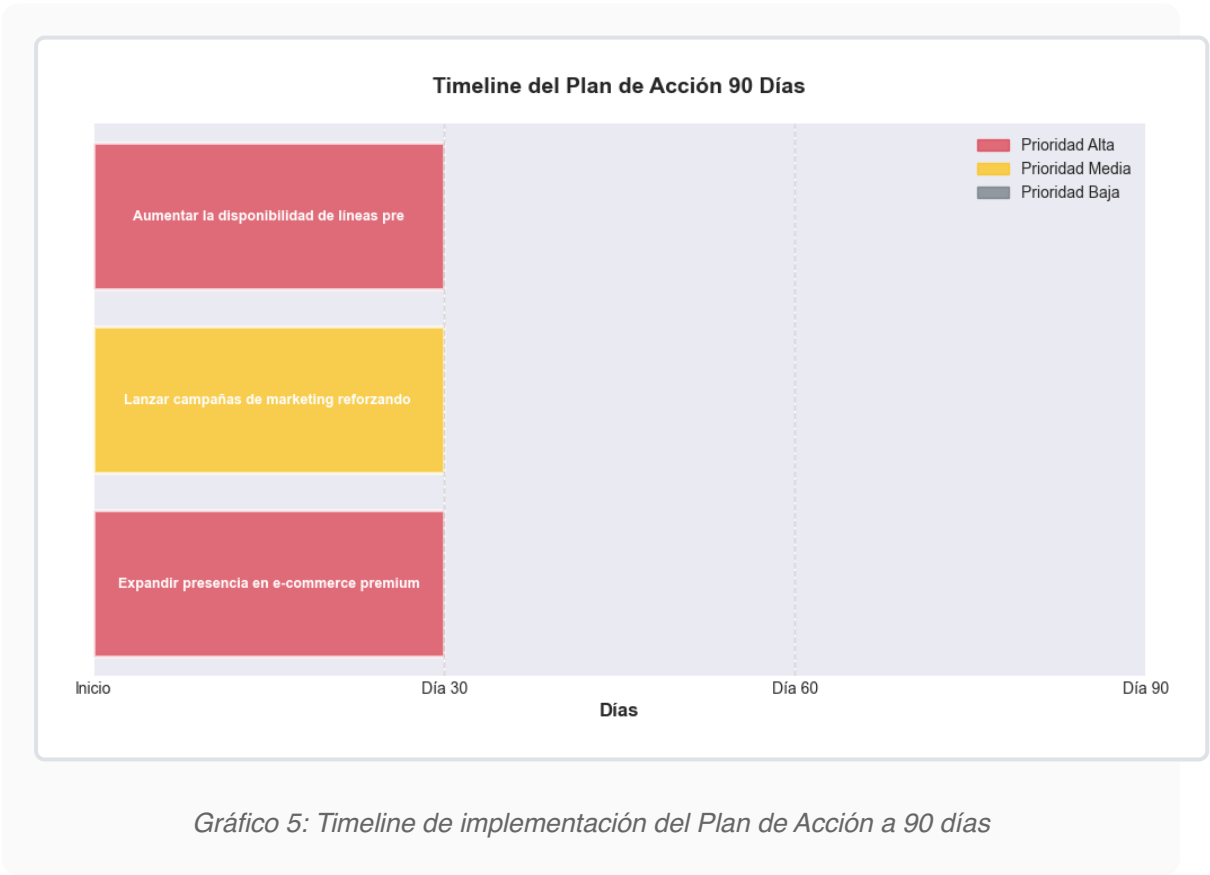 Timeline del Plan de Acción 90 Días
Prioridad Alta
Prioridad Media
Prioridad Baja
Aumentar la disponibilidad de líneas pre
Lanzar campañas de marketing reforzando
Expandir presencia en e-commerce premium
Inicio
Día 30
Día 60
Día 90
Días
Gráfico 5: Timeline de implementación del Plan de Acción a 90 días